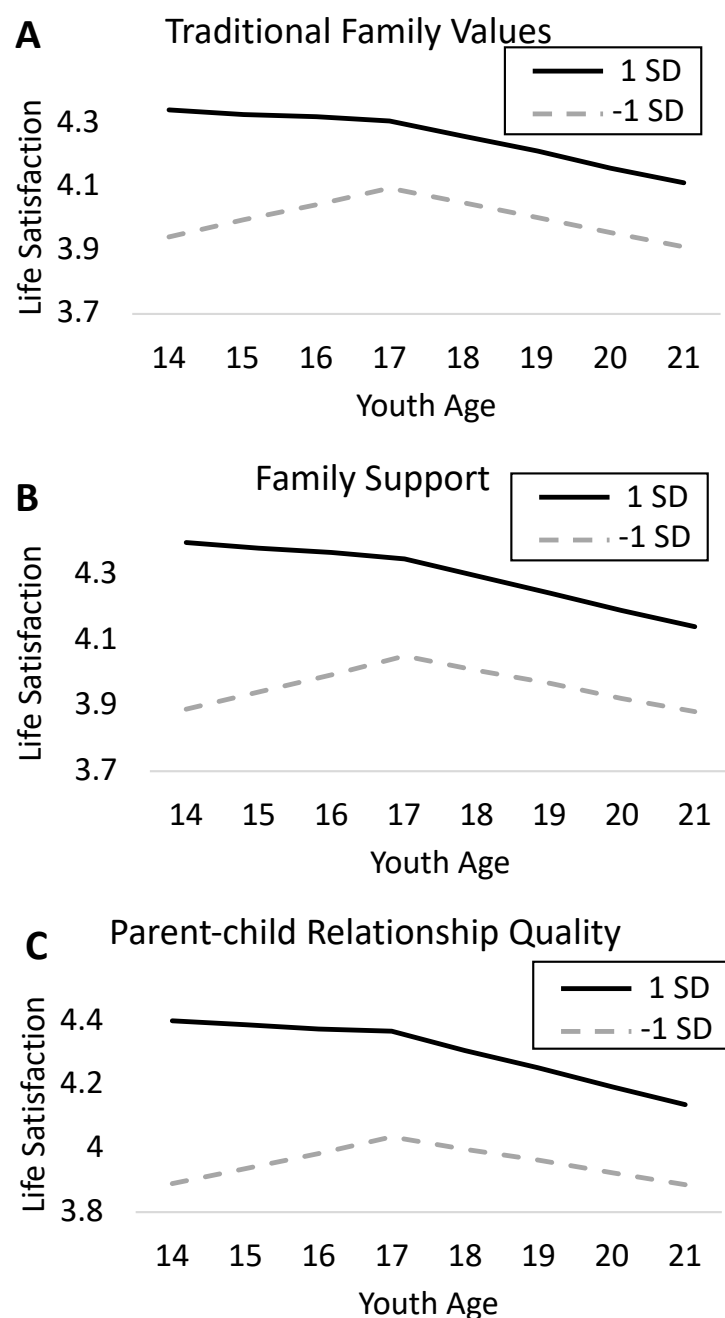 A
Traditional Family Values
1 SD
-1 SD
Life Satisfaction
4.3
4.1
3.9
3.7
14 15 16 17 18 19 20 21
Youth Age
B
Family Support
1 SD
-1 SD
Life Satisfaction
4.3
4.1
3.9
3.7
14 15 16 17 18 19 20 21
Youth Age
C
Parent-child Relationship Quality
1 SD
-1 SD
Life Satisfaction
4.4
4.2
4
3.8
14 15 16 17 18 19 20 21
Youth Age